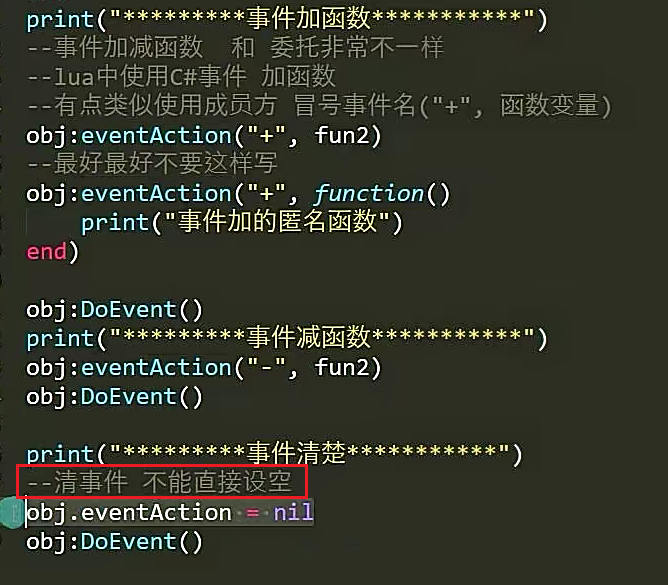 print("*********事件加函数***********")
--事件加减函数  和 委托非常不一样
--lua中使用C#事件 加函数
--有点类似使用成员方 冒号事件名("+", 函数变量)
obj:eventAction("+", fun2)
--最好最好不要这样写
obj:eventAction("+", function()
    print("事件加的匿名函数")
end)
obj:DoEvent()
print("*********事件减函数***********")
obj:eventAction("-", fun2)
obj:DoEvent()
print("*********事件清楚***********")
--清事件 不能直接设空
obj.eventAction = nil
obj:DoEvent()